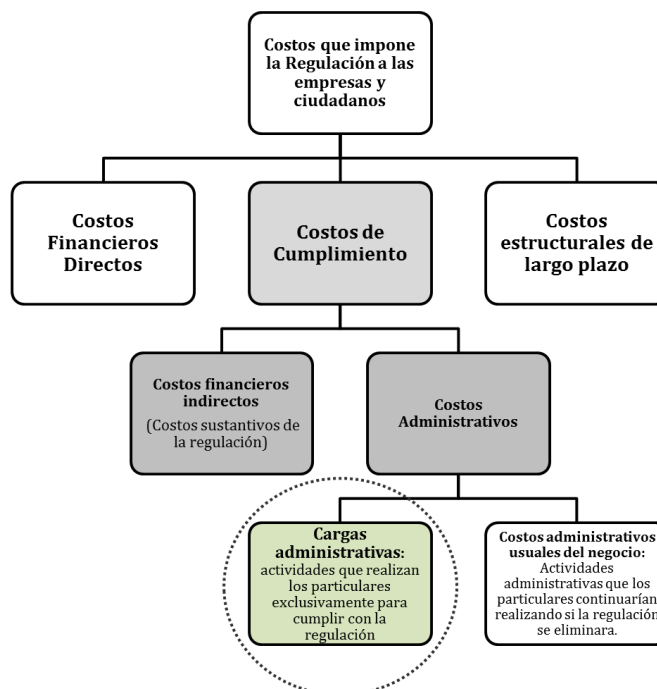 Costos que impone
la Regulación a las
empresas y
ciudadanos
Costos
Financieros
Directos
Costos de
Cumplimiento
Costos
estructurales de
largo plazo
Costos financieros
indirectos
(Costos sustantivos de
la regulación)
Costos
Administrativos
Cargas
administrativas:
actividades que realizan
los particulares
exclusivamente para
cumplir con la
regulación
Costos administrativos
usuales del negocio:
Actividades
administrativas que los
particulares continuarían
realizando si la regulación
se eliminara.